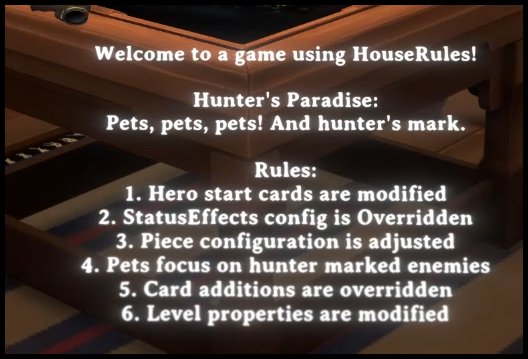 Welcome to a game using HouseRules!
Hunter's Paradise:
Pets, pets, pets! And hunter's mark.
Rules:
1. Hero start cards are modified
2. StatusEffects config is Overridden
3. Piece configuration is adjusted
4. Pets focus on hunter marked enemies
5. Card additions are overridden
6. Level properties are modified